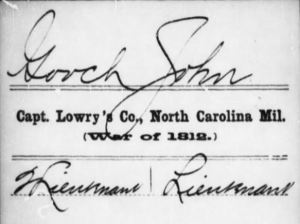 Gooch John
Capt. Lowry's Co., North Carolina Mil.
(War of 1812.)
Lieutenant | Lieutenant